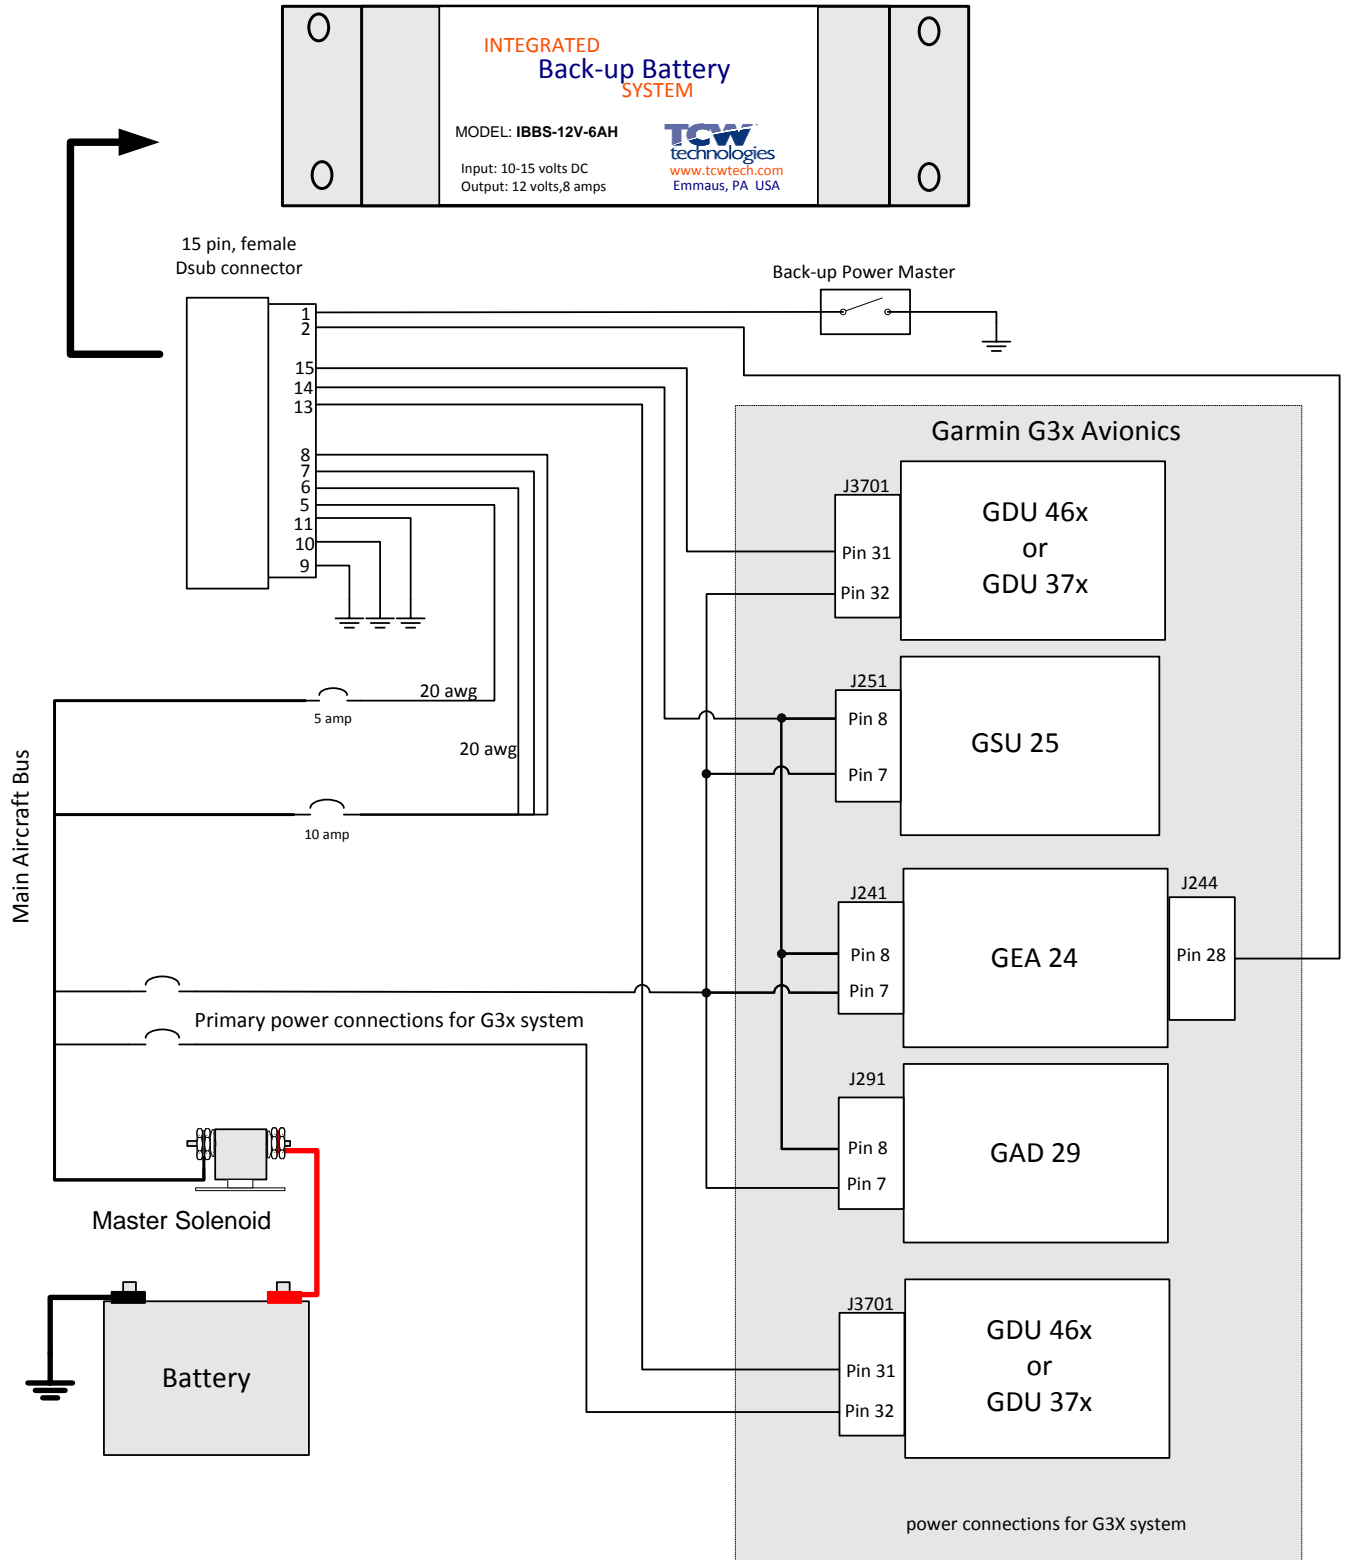 INTEGRATED
Back-up Battery
SYSTEM
MODEL: IBBS-12V-6AH
Input: 10-15 volts DC
Output: 12 volts,8 amps
TCW
technologies
www.tcwtech.com
Emmaus, PA USA
15 pin, female
Dsub connector
Back-up Power Master
1
2
15
14
13
8
7
6
5
11
10
9
20 awg
5 amp
20 awg
10 amp
Main Aircraft Bus
Primary power connections for G3x system
Master Solenoid
Battery
Garmin G3x Avionics
J3701
Pin 31
Pin 32
GDU 46x
or
GDU 37x
J251
Pin 8
Pin 7
GSU 25
J241
Pin 8
Pin 7
GEA 24
J244
Pin 28
J291
Pin 8
Pin 7
GAD 29
J3701
Pin 31
Pin 32
GDU 46x
or
GDU 37x
power connections for G3X system